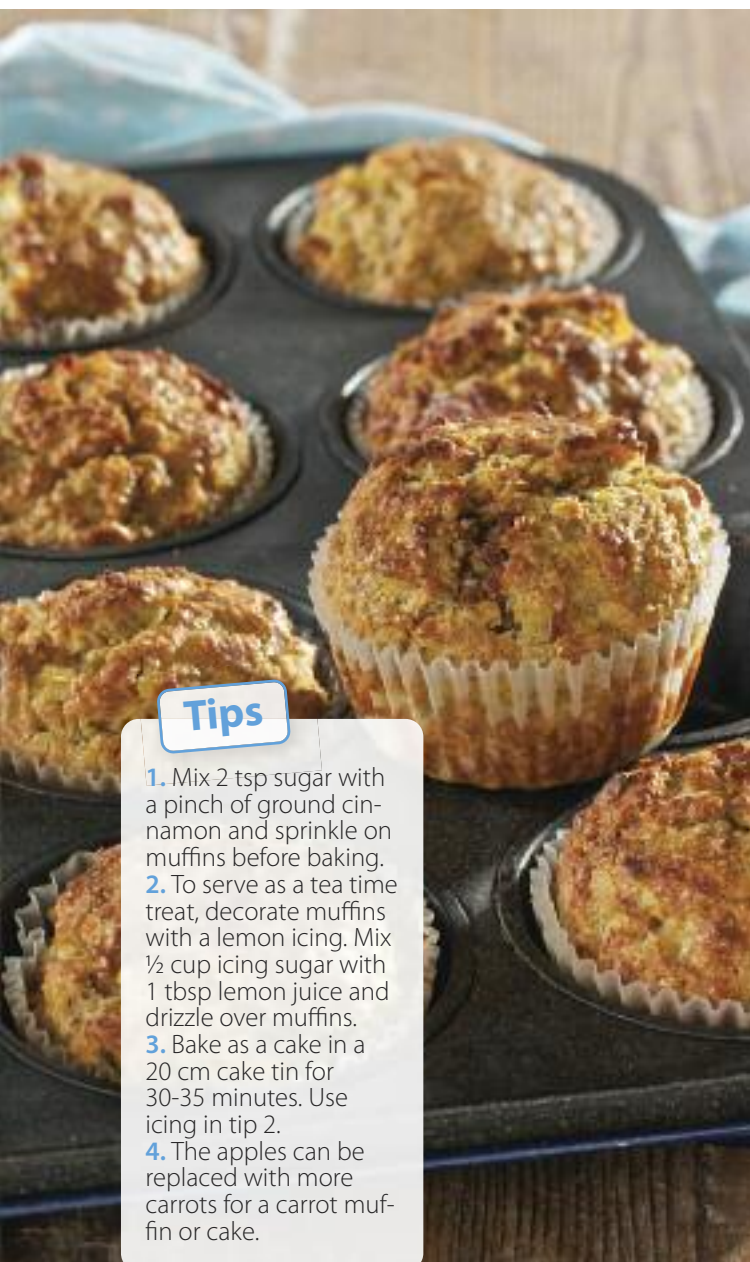 Tips
1. Mix 2 tsp sugar with
a pinch of ground cin-
namon and sprinkle on
muffins before baking.
2. To serve as a tea time
treat, decorate muffins
with a lemon icing. Mix
½ cup icing sugar with
1 tbsp lemon juice and
drizzle over muffins.
3. Bake as a cake in a
20 cm cake tin for
30-35 minutes. Use
icing in tip 2.
4. The apples can be
replaced with more
carrots for a carrot muf-
fin or cake.